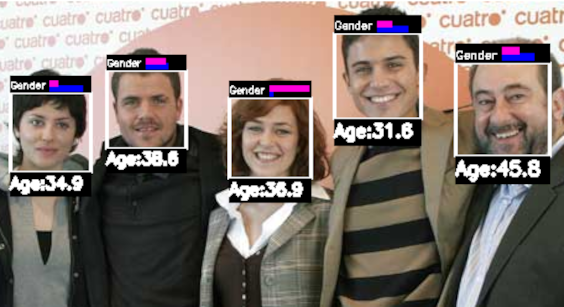 cuatro cuatro cuatro cuatro
cuatro
Gender
Gender
Gender
Gender
Gender
Age:31.6
Age:38.6
Age:45.8
Age:34.9
Age:36.9